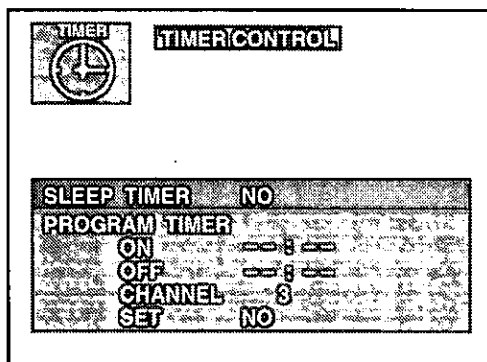 TIMER
TIMER CONTROL
SLEEP TIMER NO
PROGRAM TIMER
ON -- : --
OFF -- : --
CHANNEL 3
SET NO